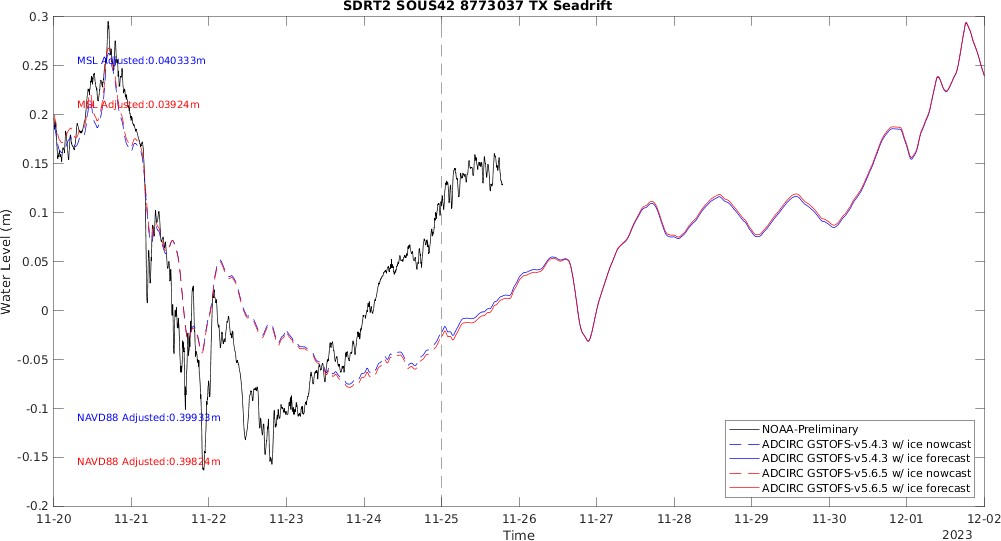 SDRT2 SOUS42 8773037 TX Seadrift
0.3
0.25
0.2
0.15
0.1
0.05
0
-0.05
-0.1
-0.15
-0.2
Water Level (m)
MSL Adjusted:0.040333m
MSL Adjusted:0.03924m
NAVD88 Adjusted:0.39933m
NAVD88 Adjusted:0.39824m
NOAA-Preliminary
ADCIRC GSTOFS-v5.4.3 w/ ice nowcast
ADCIRC GSTOFS-v5.4.3 w/ ice forecast
ADCIRC GSTOFS-v5.6.5 w/ ice nowcast
ADCIRC GSTOFS-v5.6.5 w/ ice forecast
11-20 11-21 11-22 11-23 11-24 11-25 11-26 11-27 11-28 11-29 11-30 12-01 12-02
Time
2023